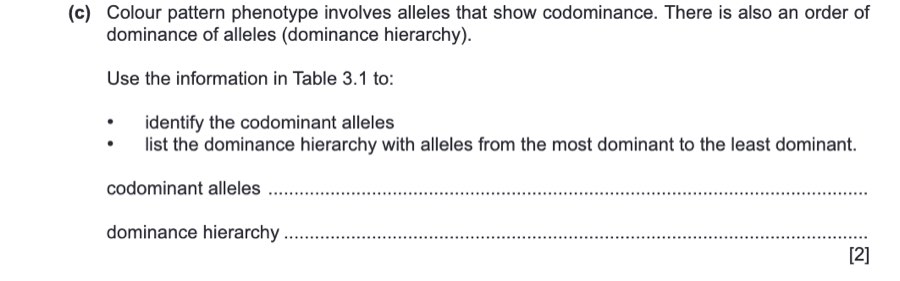 (c) Colour pattern phenotype involves alleles that show codominance. There is also an order of
dominance of alleles (dominance hierarchy).
Use the information in Table 3.1 to:
• identify the codominant alleles
• list the dominance hierarchy with alleles from the most dominant to the least dominant.
codominant alleles ................................................................................................................
dominance hierarchy .............................................................................................................
[2]